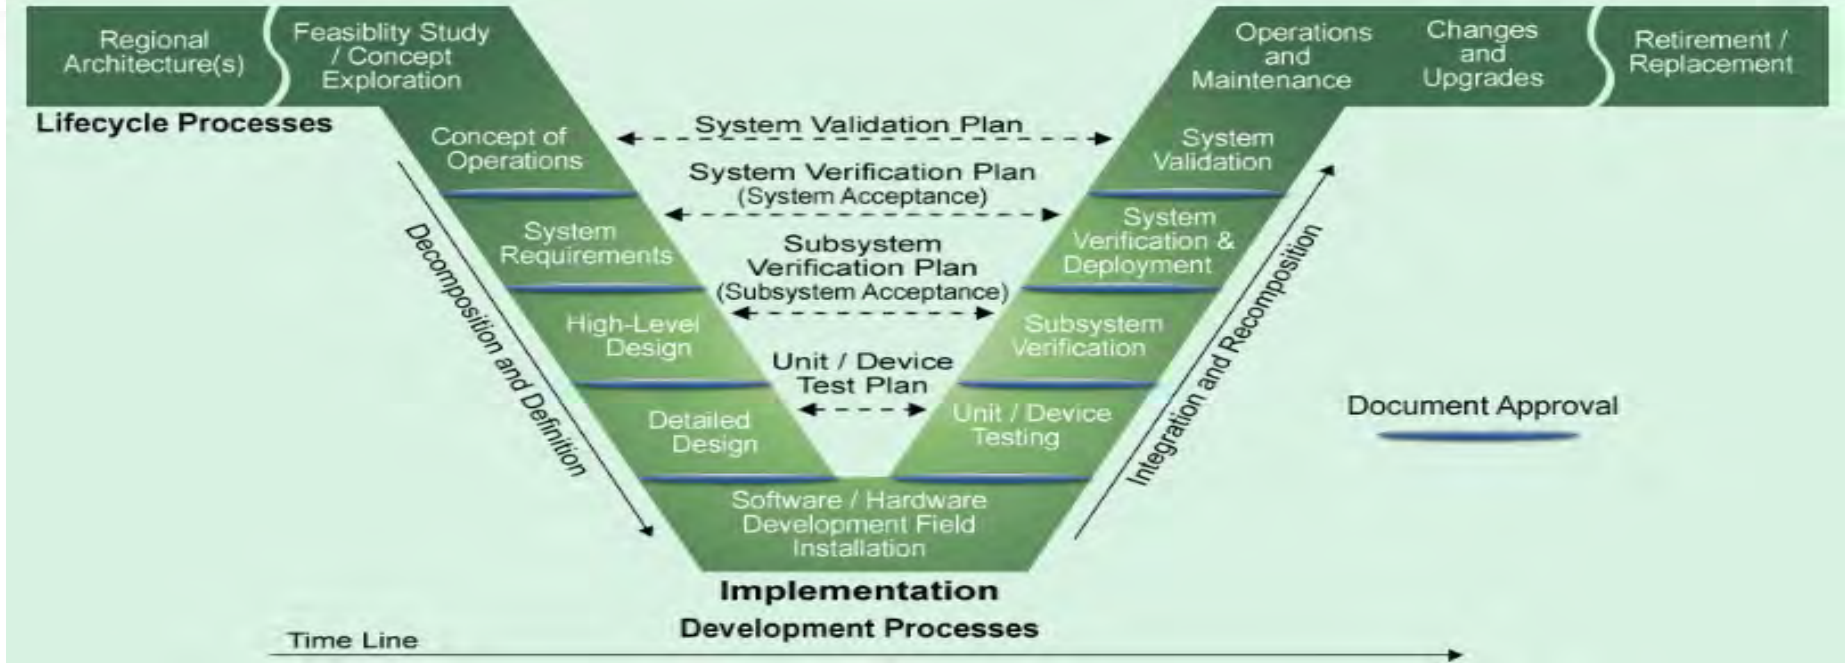 Regional
Architecture(s)
Feasiblity Study
/ Concept
Exploration
Operations
and
Maintenance
Changes
and
Upgrades
Retirement /
Replacement
Lifecycle Processes
Concept of
Operations
System Validation Plan
System
Validation
System Verification Plan
(System Acceptance)
System
Requirements
System
Verification &
Deployment
Subsystem
Verification Plan
(Subsystem Acceptance)
High-Level
Design
Subsystem
Verification
Unit / Device
Test Plan
Detailed
Design
Unit / Device
Testing
Decomposition and Definition
Integration and Recomposition
Document Approval
Software / Hardware
Development Field
Installation
Implementation
Development Processes
Time Line